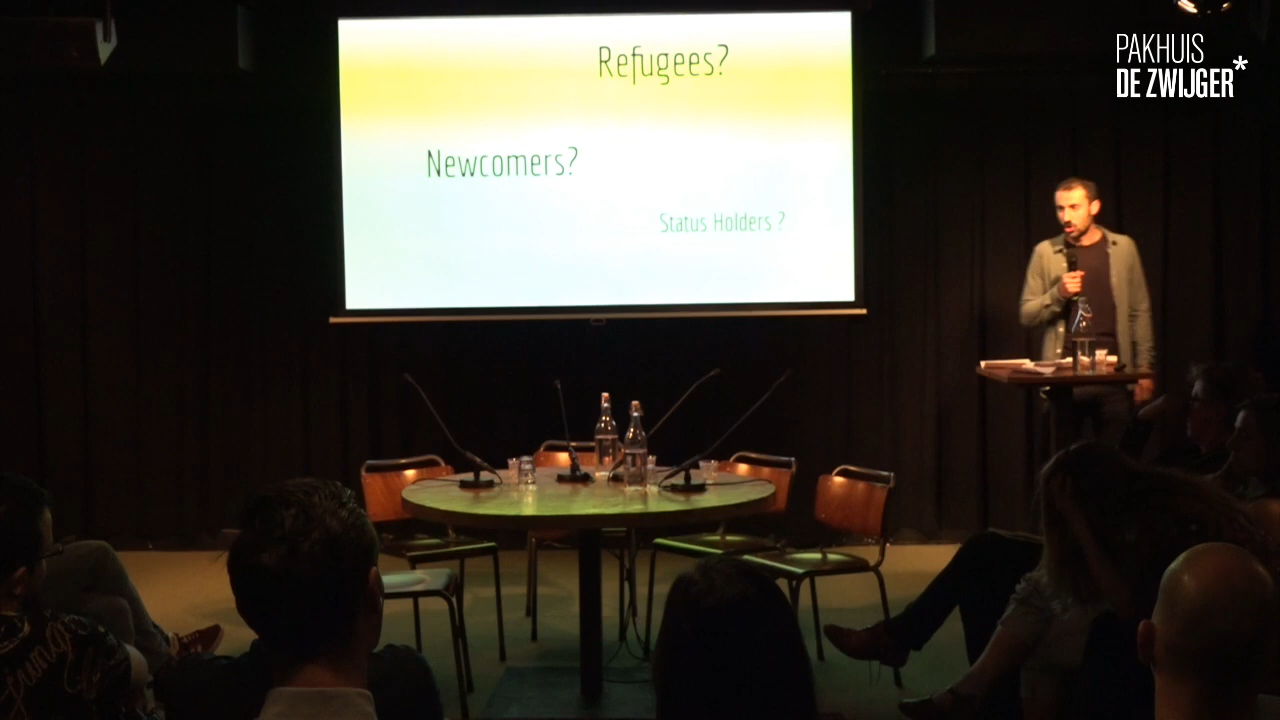 PAKHUIS
DE ZWIJGER*
Refugees?
Newcomers?
Status Holders ?